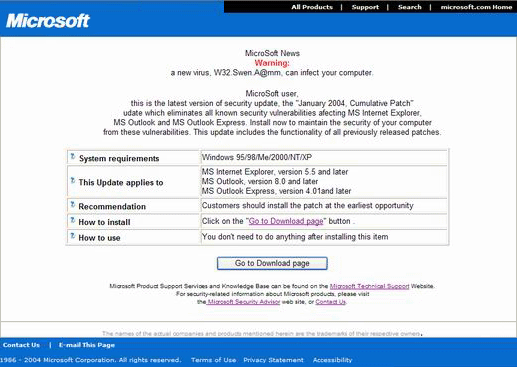 All Products | Support | Search | microsoft.com Home
Microsoft
MicroSoft News
Warning:
a new virus, W32.Swen.A@mm, can infect your computer.
MicroSoft user,
this is the latest version of security update, the "January 2004, Cumulative Patch"
udate which eliminates all known security vulnerabilities affecting MS Internet Explorer,
MS Outlook and MS Outlook Express. Install now to maintain the security of your computer
from these vulnerabilities. This update includes the functionality of all previously released patches.
System requirements Windows 95/98/Me/2000/NT/XP
This Update applies to MS Internet Explorer, version 5.5 and later
MS Outlook, version 8.0 and later
MS Outlook Express, version 4.01and later
Recommendation Customers should install the patch at the earliest opportunity
How to install Click on the "Go to Download page" button .
How to use You don't need to do anything after installing this item
Go to Download page
Microsoft Product Support Services and Knowledge Base can be found on the Microsoft Technical Support Website.
For security-related information about Microsoft products, please visit
the Microsoft Security Advisor web site, or Contact Us.
The names of the actual companies and products mentioned herein are the trademarks of their respective owners.
Contact Us | E-mail This Page
1986 - 2004 Microsoft Corporation. All rights reserved. Terms of Use Privacy Statement Accessibility